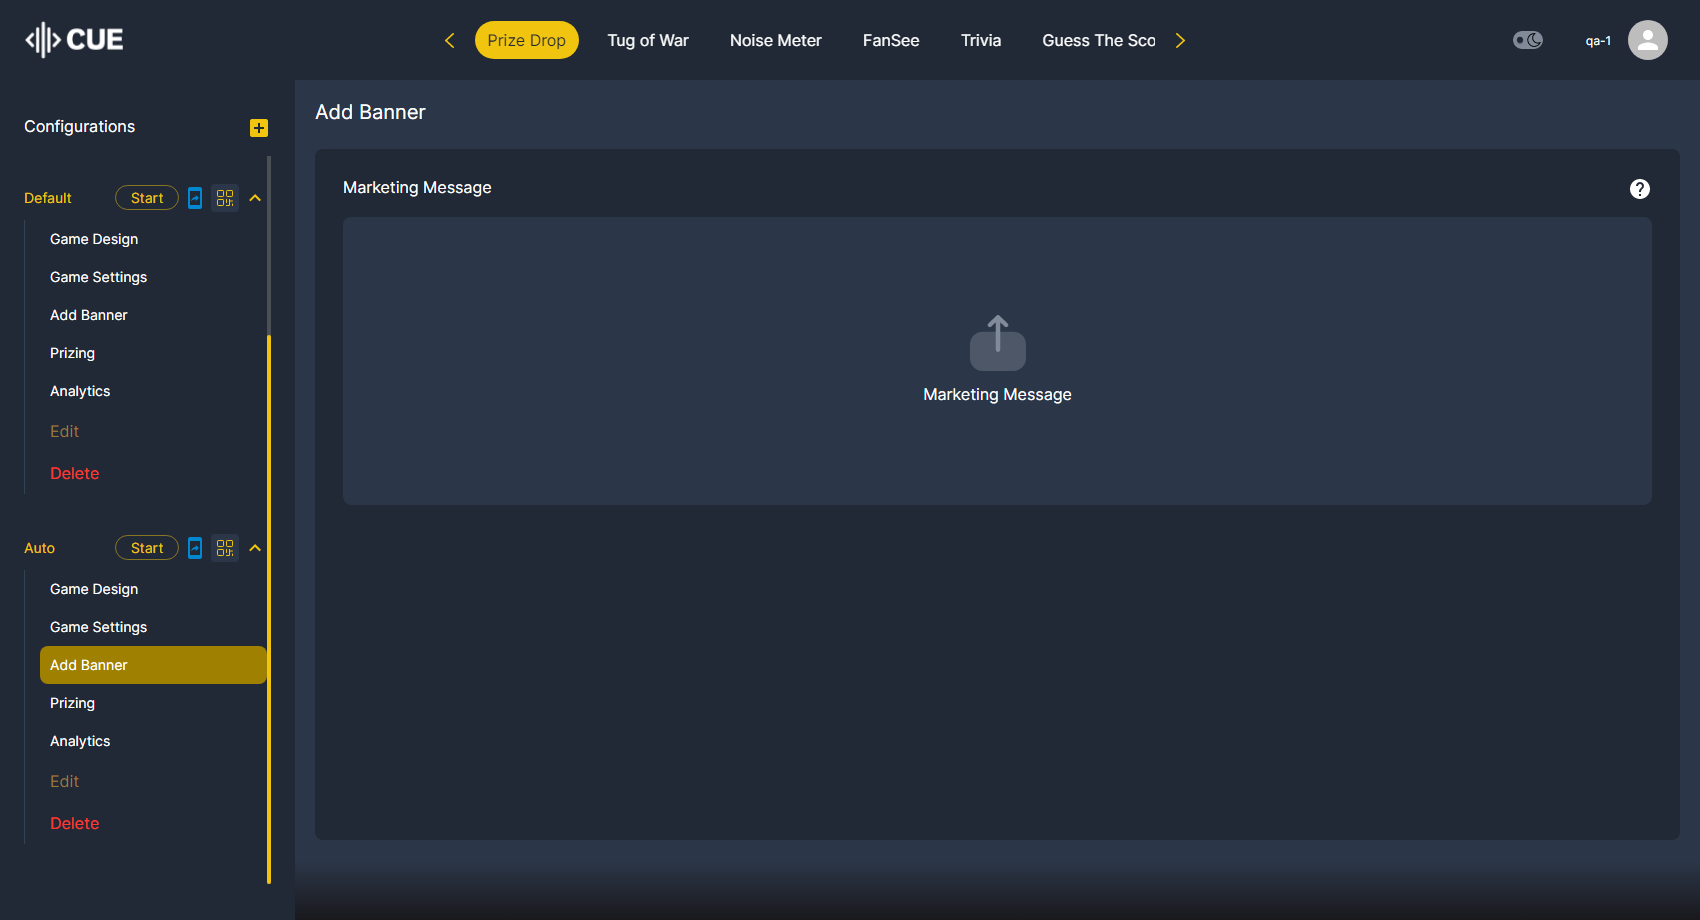 CUE
Prize Drop
Tug of War
Noise Meter
FanSee
Trivia
Guess The Sco
qa-1
Configurations
Default
Start
Game Design
Game Settings
Add Banner
Prizing
Analytics
Edit
Delete
Auto
Start
Game Design
Game Settings
Add Banner
Prizing
Analytics
Edit
Delete
Add Banner
Marketing Message
?
Marketing Message